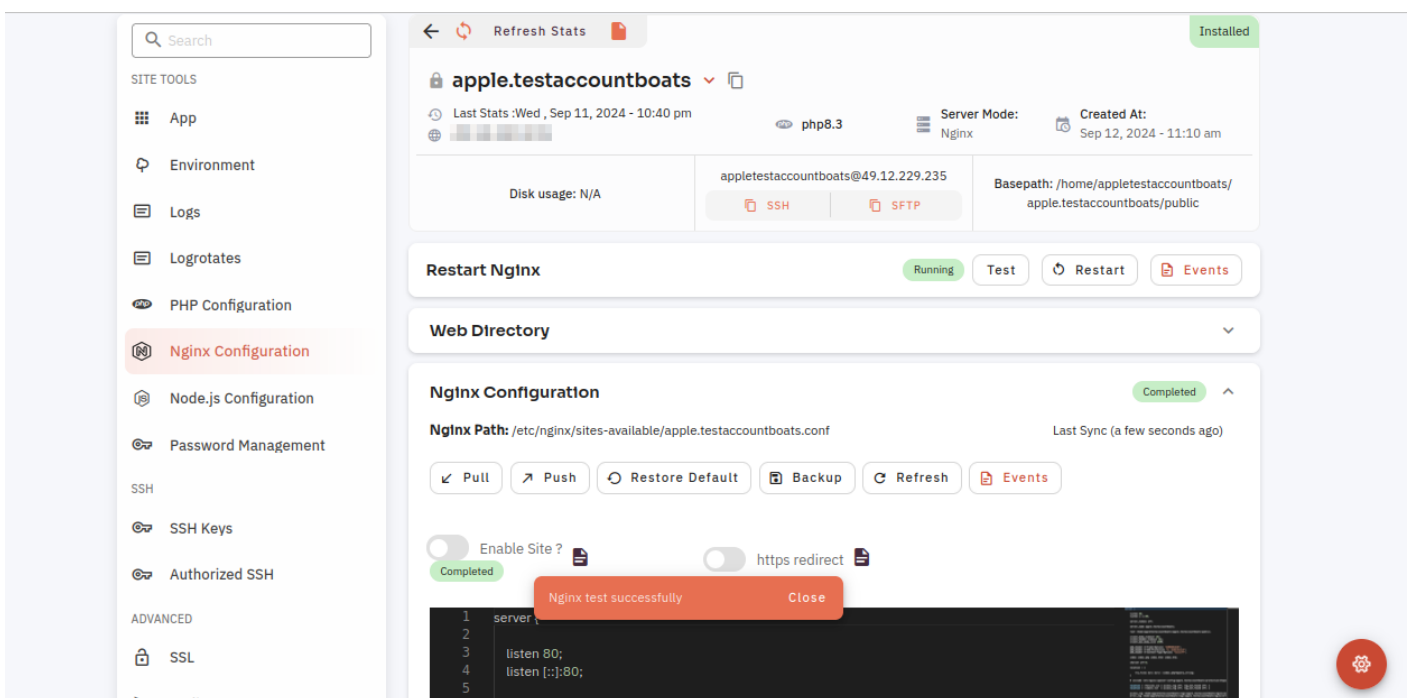 Search
SITE TOOLS
App
Environment
Logs
Logrotates
PHP Configuration
Nginx Configuration
Node.js Configuration
Password Management
SSH
SSH Keys
Authorized SSH
ADVANCED
SSL
Refresh Stats
Installed
apple.testaccountboats
Last Stats :Wed , Sep 11, 2024 - 10:40 pm
php8.3
Server Mode:
Nginx
Created At:
Sep 12, 2024 - 11:10 am
Disk usage: N/A
appletestaccountboats@49.12.229.235
SSH
SFTP
Basepath: /home/appletestaccountboats/
apple.testaccountboats/public
Restart Nginx
Running
Test
Restart
Events
Web Directory
Nginx Configuration
Completed
Nginx Path: /etc/nginx/sites-available/apple.testaccountboats.conf
Last Sync (a few seconds ago)
Pull
Push
Restore Default
Backup
Refresh
Events
Enable Site ?
Completed
https redirect
Nginx test successfully
Close
1 server {
2
3 listen 80;
4 listen [::]:80;
5